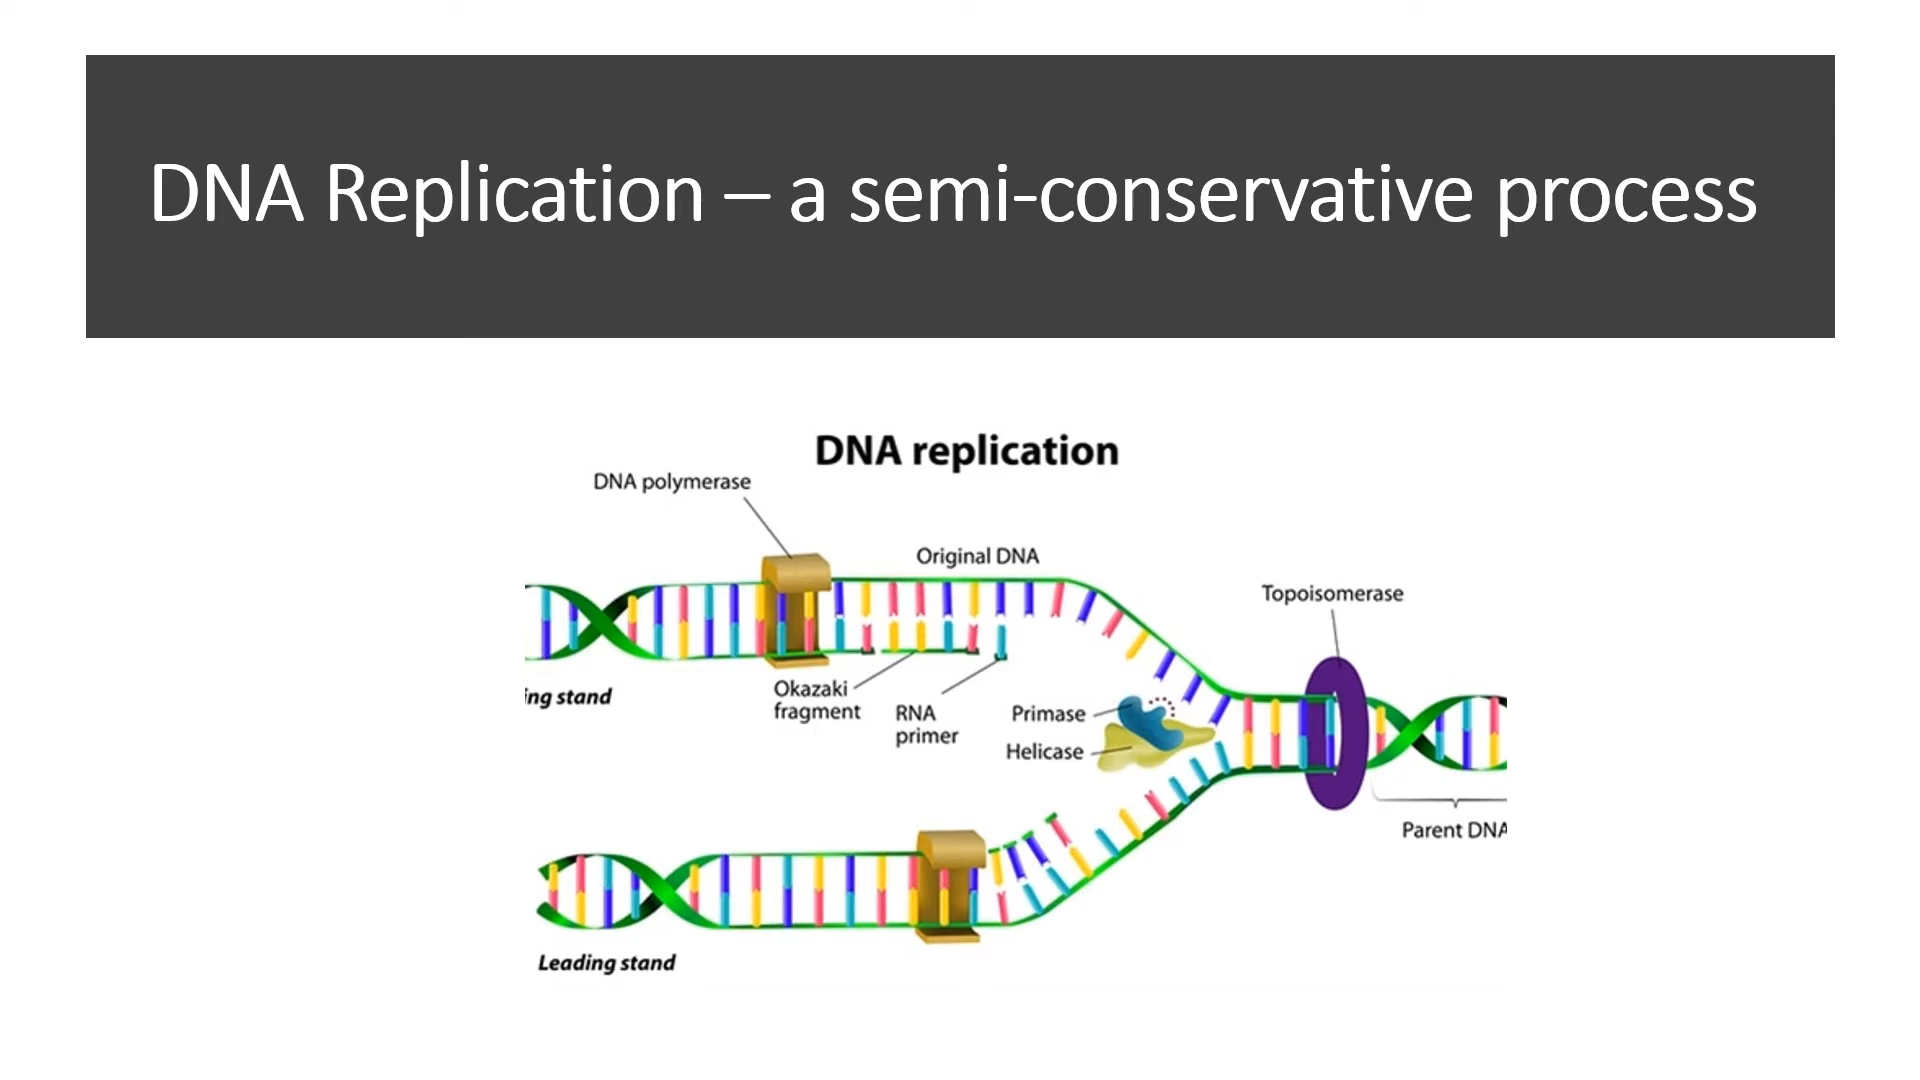 DNA Replication – a semi-conservative process
DNA replication
DNA polymerase
Original DNA
Topoisomerase
Okazaki
fragment
RNA
primer
Primase
Helicase
ing stand
Parent DNA
Leading stand